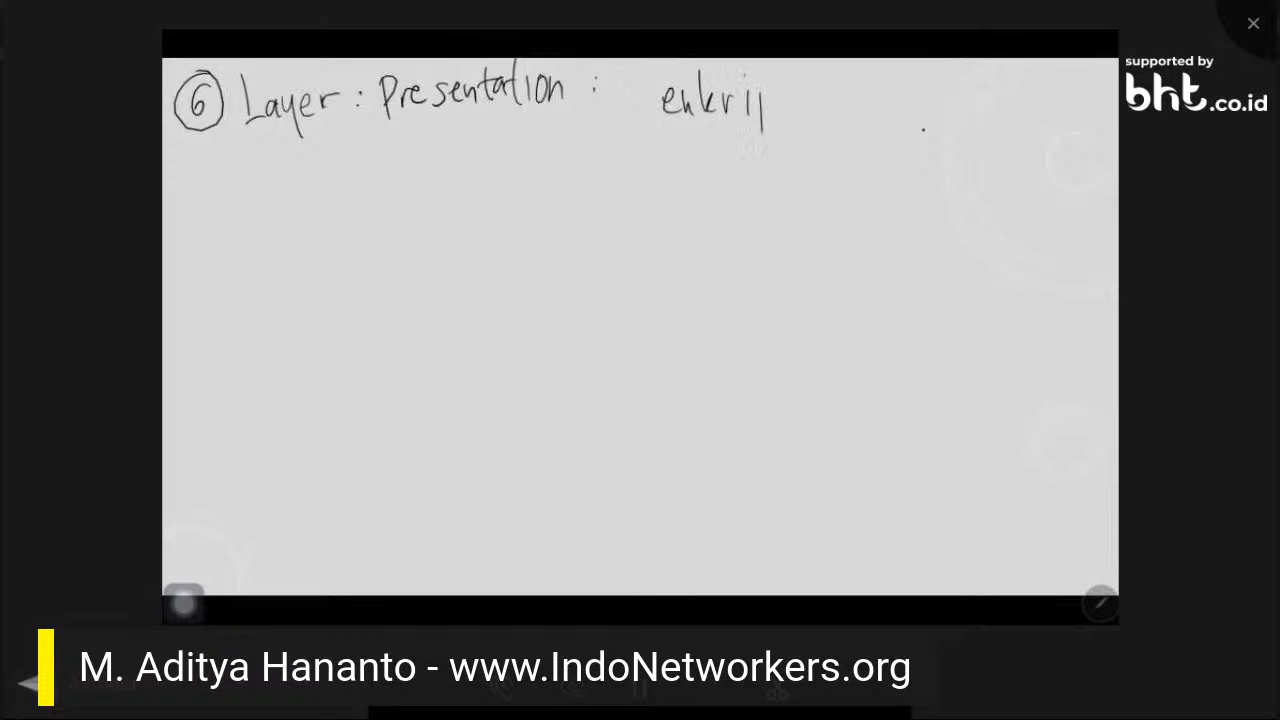 ⑥ Layer : Presentation : enkrip
supported by
bht.co.id
M. Aditya Hananto - www.IndoNetworkers.org